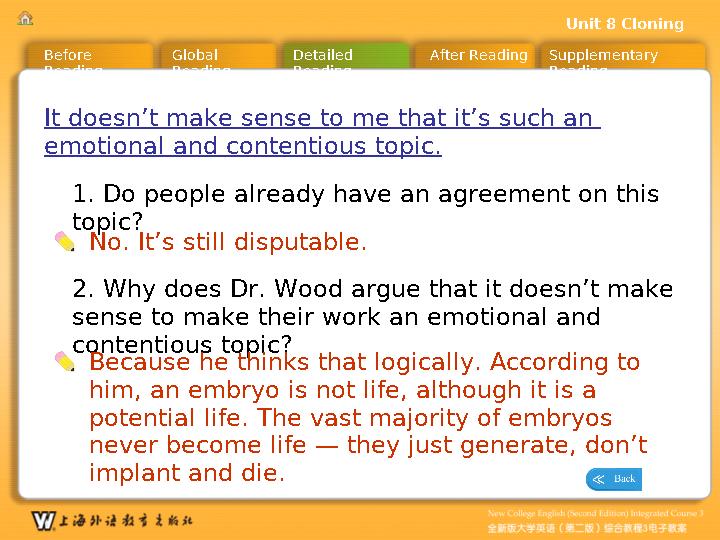 Unit 8 Cloning
Before Reading
Global Reading
Detailed Reading
After Reading
Supplementary Reading
It doesn’t make sense to me that it’s such an
emotional and contentious topic.
1. Do people already have an agreement on this
topic?
No. It’s still disputable.
2. Why does Dr. Wood argue that it doesn’t make
sense to make their work an emotional and
contentious topic?
Because he thinks that logically. According to
him, an embryo is not life, although it is a
potential life. The vast majority of embryos
never become life — they just generate, don’t
implant and die.
Back
W 上海外语教育出版社
New College English (Second Edition) Integrated Course 3
全新版大学英语（第二版）综合教程3电子教案